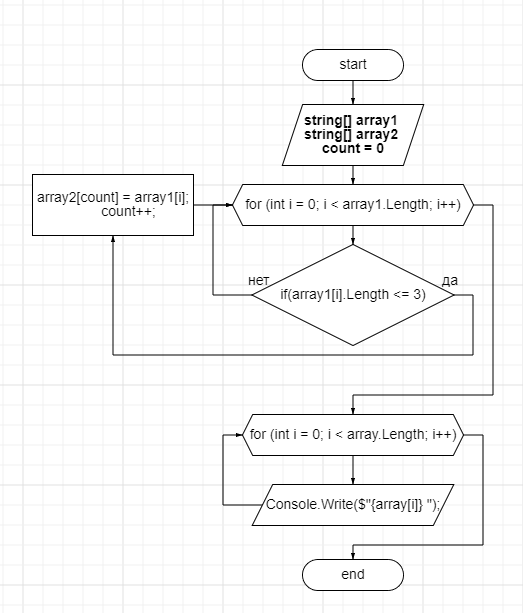 start
string[] array1
string[] array2
count = 0
array2[count] = array1[i];
count++;
for (int i = 0; i < array1.Length; i++)
нет
да
if(array1[i].Length <= 3)
for (int i = 0; i < array.Length; i++)
Console.Write($"{array[i]} ");
end